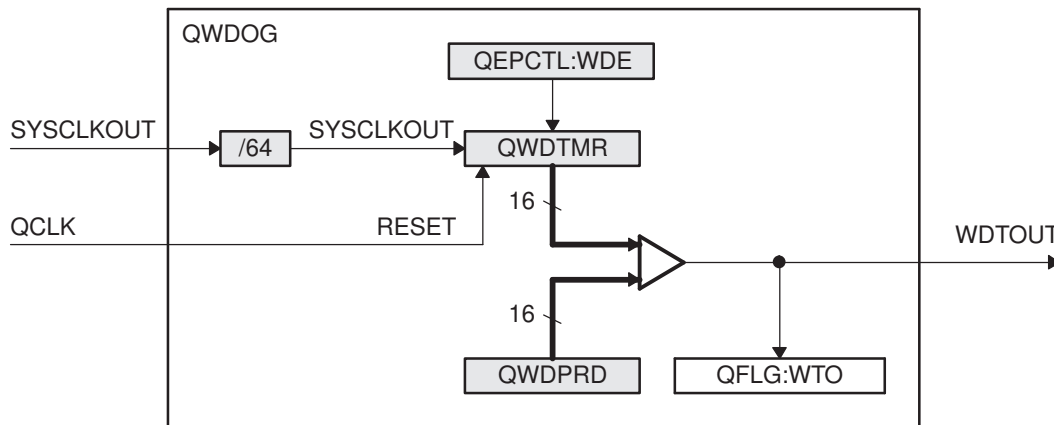 QWDOG
QEPCTL:WDE
SYSCLKOUT
/64
SYSCLKOUT
QWDTMR
16
QCLK
RESET
WDTOUT
16
QWDPRD
QFLG:WTO